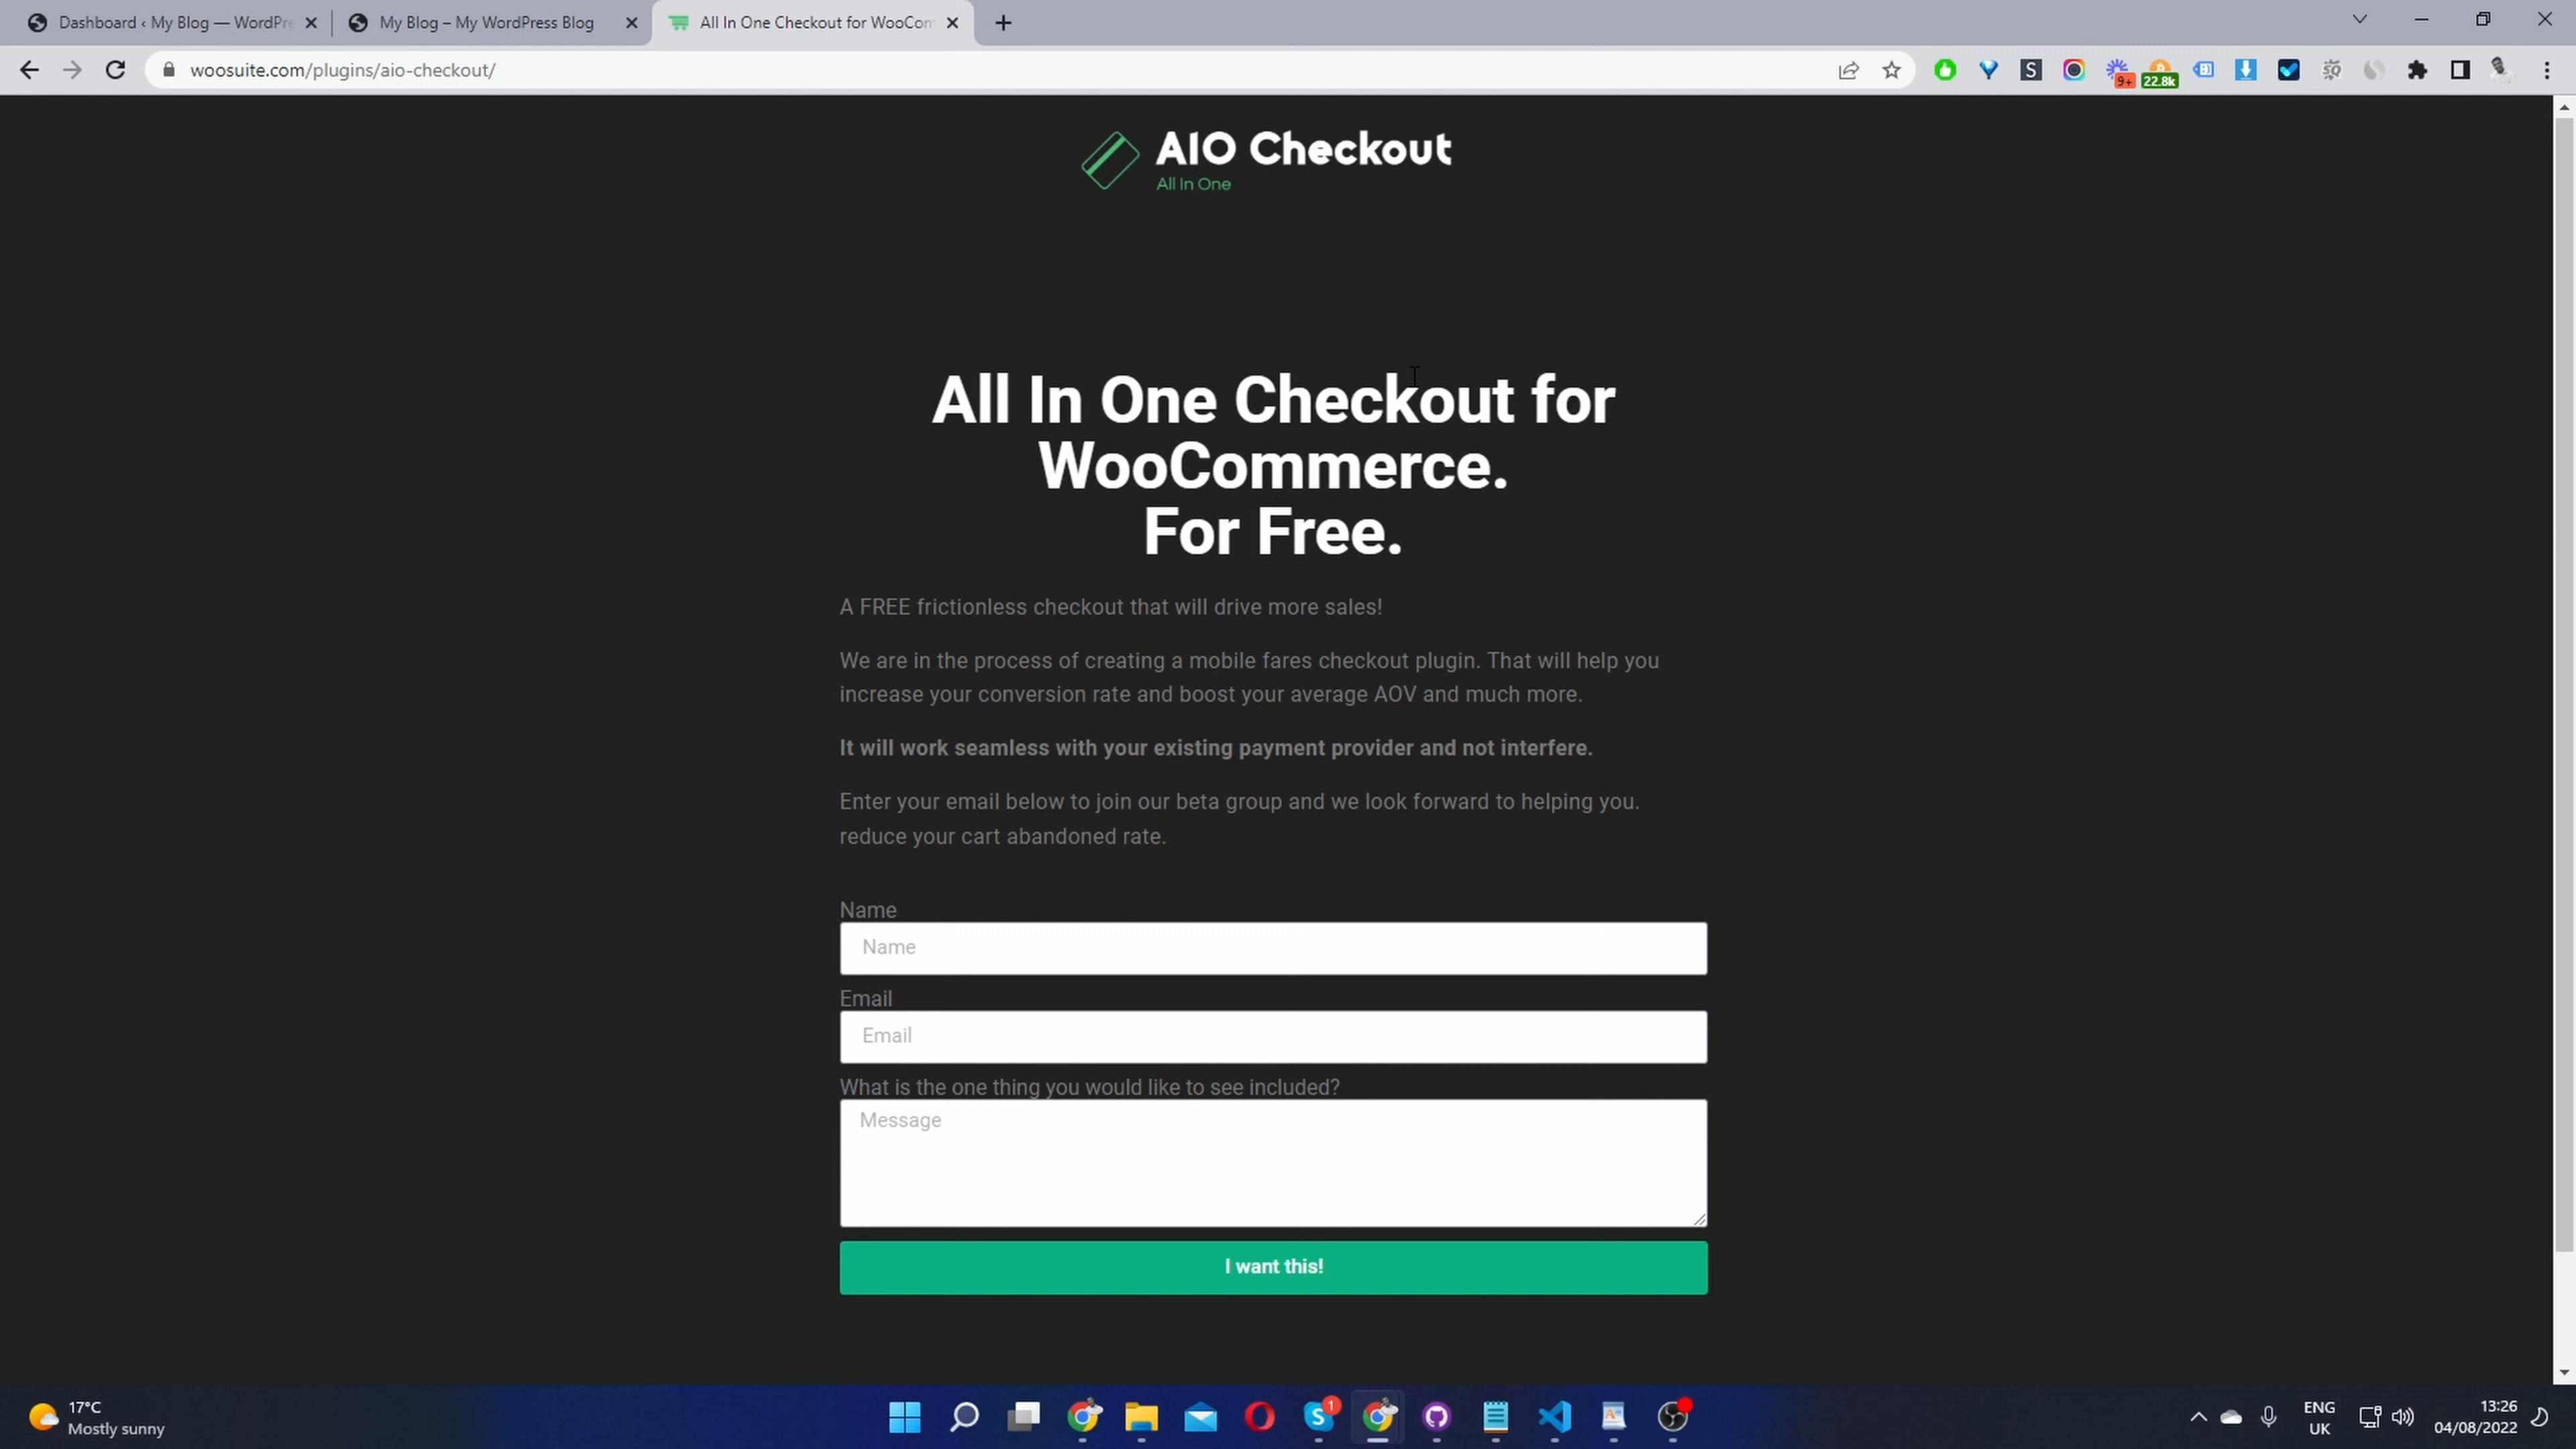 Dashboard ‹ My Blog — WordPre
My Blog – My WordPress Blog
All In One Checkout for WooCom
woosuite.com/plugins/aio-checkout/
S
9+
22.8k
AIO Checkout
All In One
All In One Checkout for
WooCommerce.
For Free.
A FREE frictionless checkout that will drive more sales!
We are in the process of creating a mobile fares checkout plugin. That will help you
increase your conversion rate and boost your average AOV and much more.
It will work seamless with your existing payment provider and not interfere.
Enter your email below to join our beta group and we look forward to helping you.
reduce your cart abandoned rate.
Name
Name
Email
Email
What is the one thing you would like to see included?
Message
I want this!
17°C
Mostly sunny
S
1
ENG
UK
13:26
04/08/2022